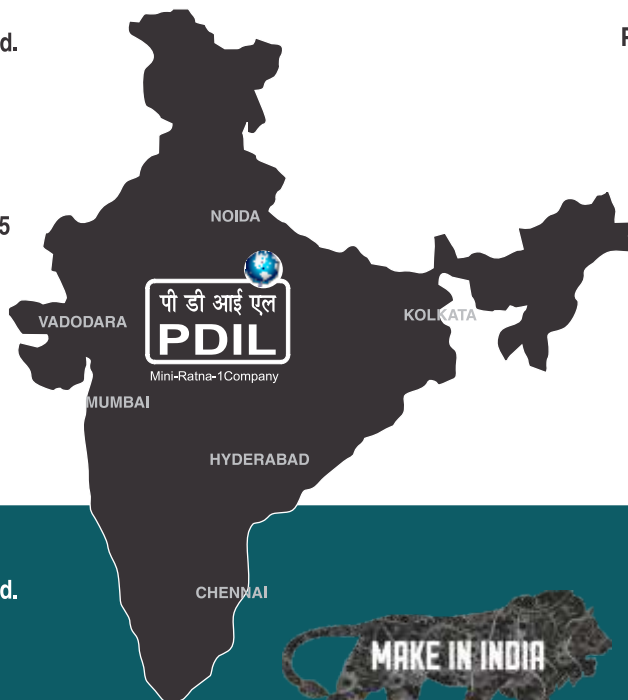 d.
P
5
NOIDA
पी डी आई एल
PDIL
Mini-Ratna-1Company
VADODARA
KOLKATA
MUMBAI
HYDERABAD
d.
CHENNAI
MAKE IN INDIA